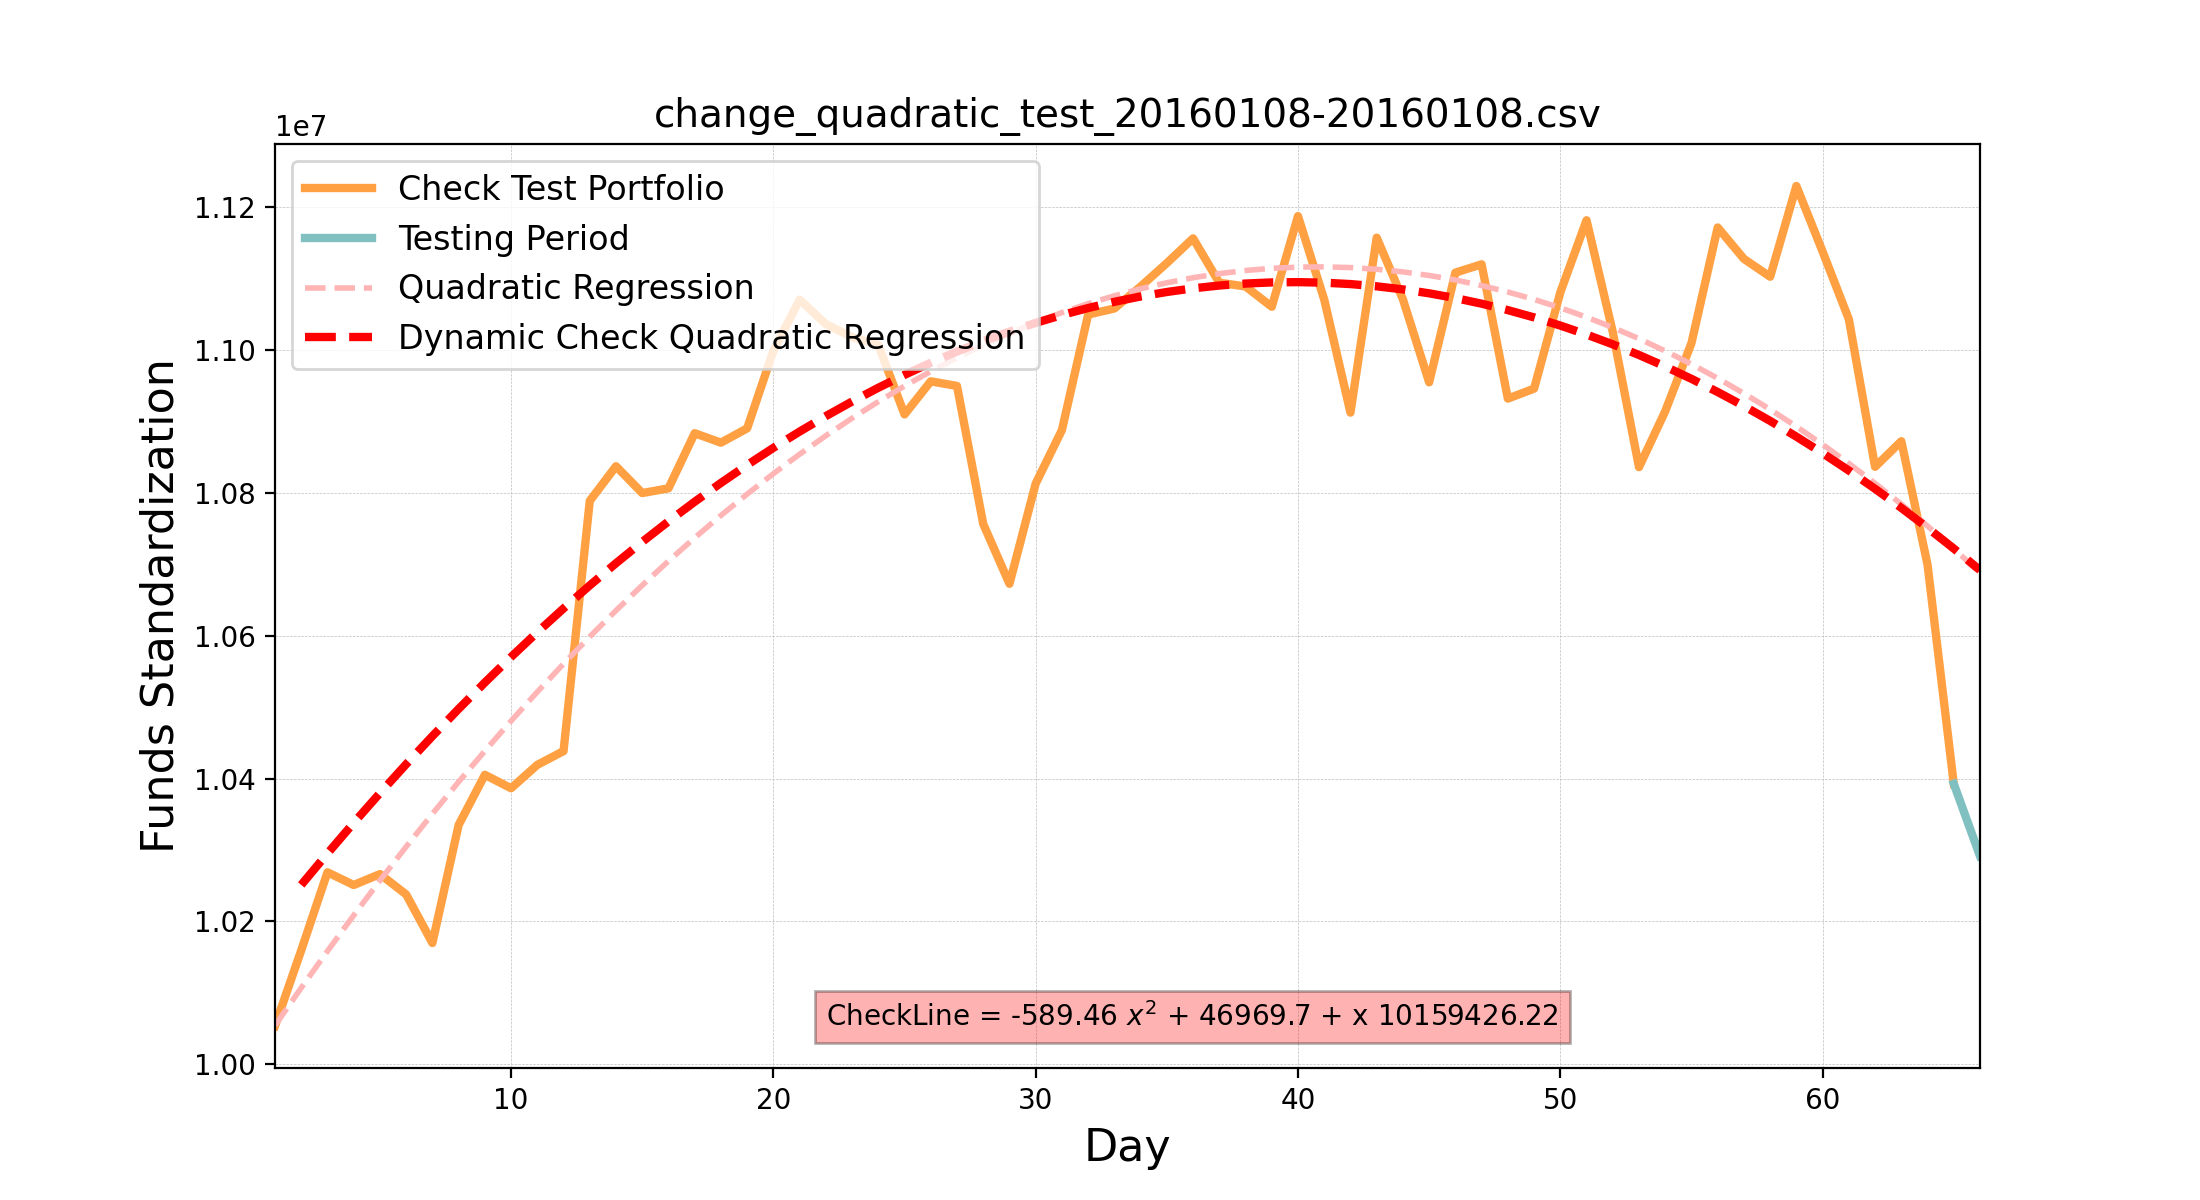 change_quadratic_test_20160108-20160108.csv
1e7
Check Test Portfolio
Testing Period
Quadratic Regression
Dynamic Check Quadratic Regression
1.12
1.10
1.08
1.06
1.04
1.02
1.00
Funds Standardization
CheckLine = -589.46 x² + 46969.7 + x 10159426.22
10 20 30 40 50 60
Day